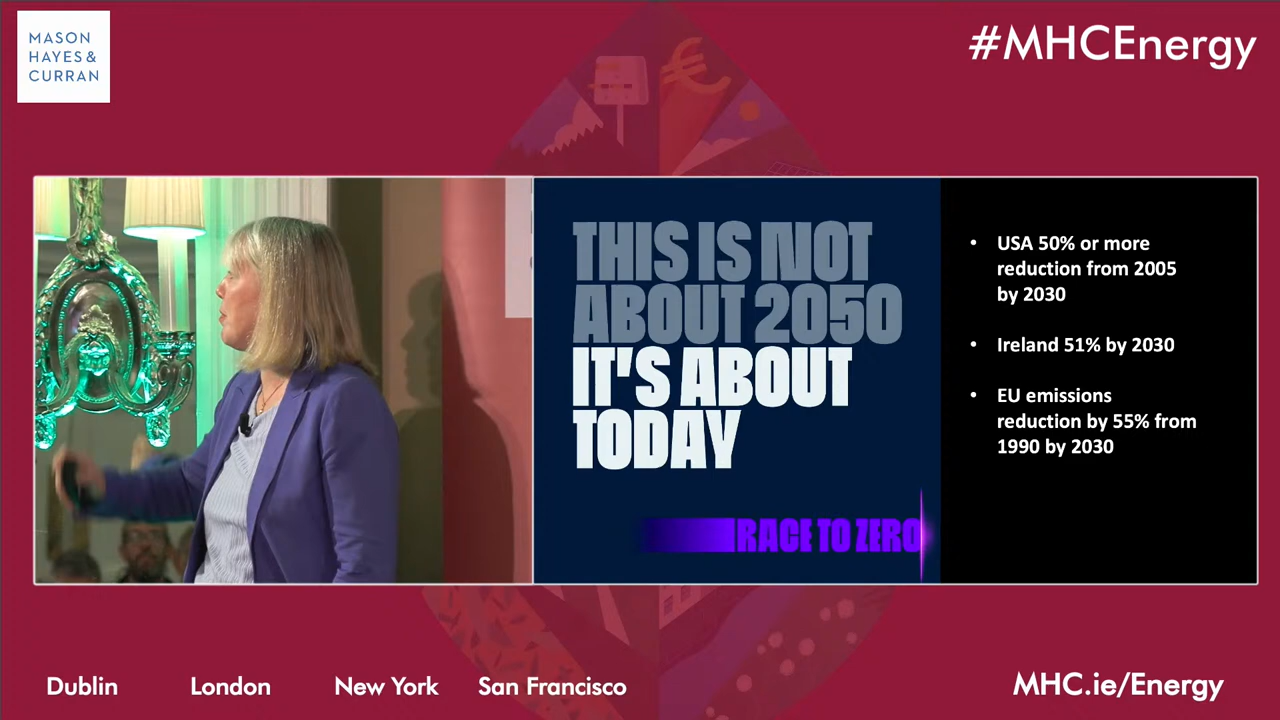 MASON
HAYES &
CURRAN
#MHCEnergy
THIS IS NOT
ABOUT 2050
IT'S ABOUT
TODAY
RACE TO ZERO
• USA 50% or more
reduction from 2005
by 2030
• Ireland 51% by 2030
• EU emissions
reduction by 55% from
1990 by 2030
Dublin
London
New York
San Francisco
MHC.ie/Energy